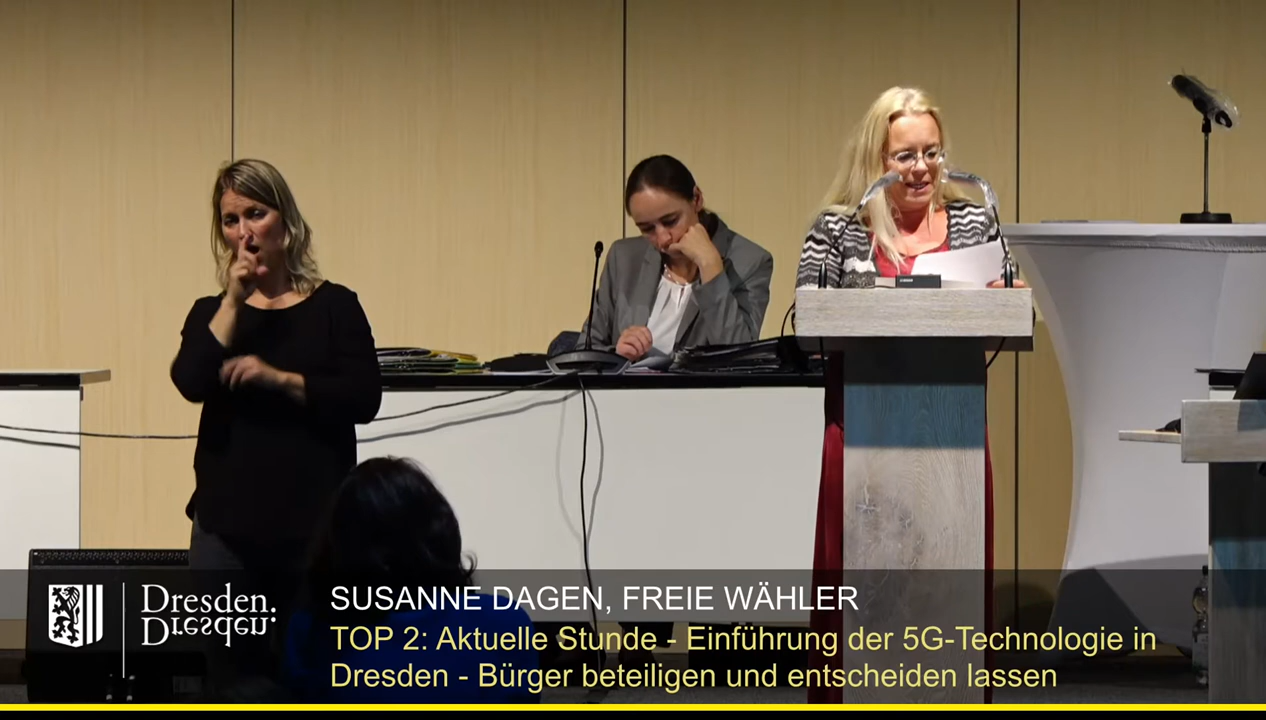 Dresden.
Dresden.
SUSANNE DAGEN, FREIE WÄHLER
TOP 2: Aktuelle Stunde - Einführung der 5G-Technologie in
Dresden - Bürger beteiligen und entscheiden lassen